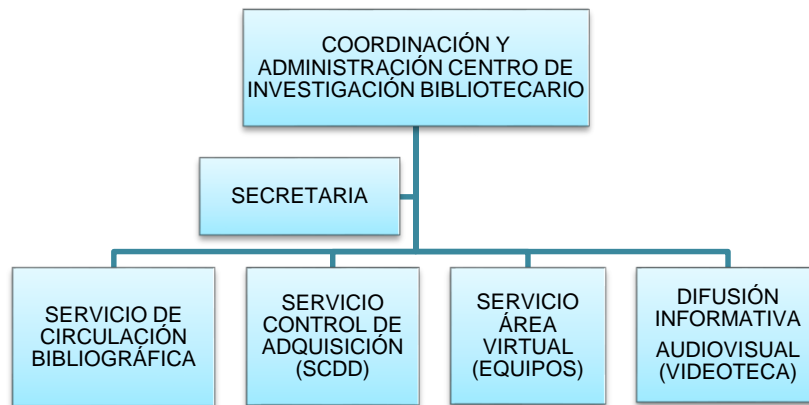 COORDINACIÓN Y
ADMINISTRACIÓN CENTRO DE
INVESTIGACIÓN BIBLIOTECARIO
SECRETARIA
SERVICIO DE
CIRCULACIÓN
BIBLIOGRÁFICA
SERVICIO
CONTROL DE
ADQUISICIÓN
(SCDD)
SERVICIO
ÁREA
VIRTUAL
(EQUIPOS)
DIFUSIÓN
INFORMATIVA
AUDIOVISUAL
(VIDEOTECA)